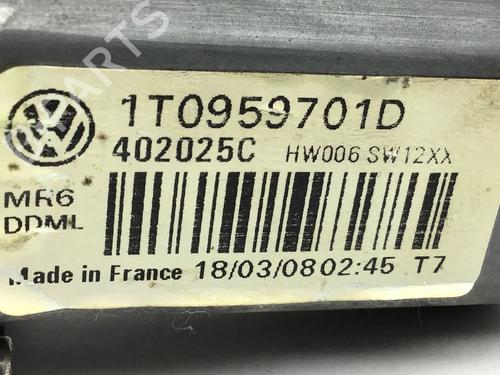 1T0959701D
402025C HW006 SW12XX
MR6
DDML
Made in France 18/03/08 02:45 T7